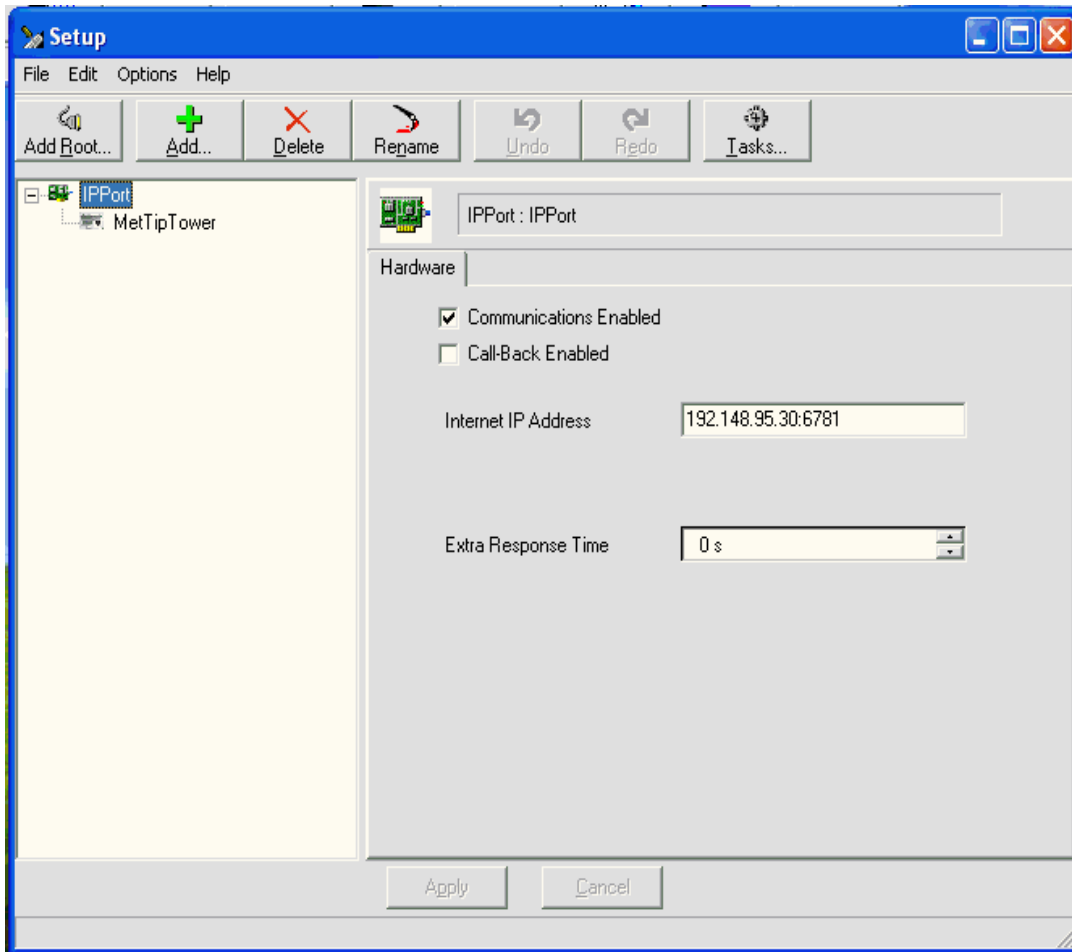 Setup
File Edit Options Help
Add Root... Add... Delete Rename Undo Redo Tasks...
IPPort
MetTipTower
IPPort : IPPort
Hardware
Communications Enabled
Call-Back Enabled
Internet IP Address 192.148.95.30:6781
Extra Response Time 0 s
Apply Cancel